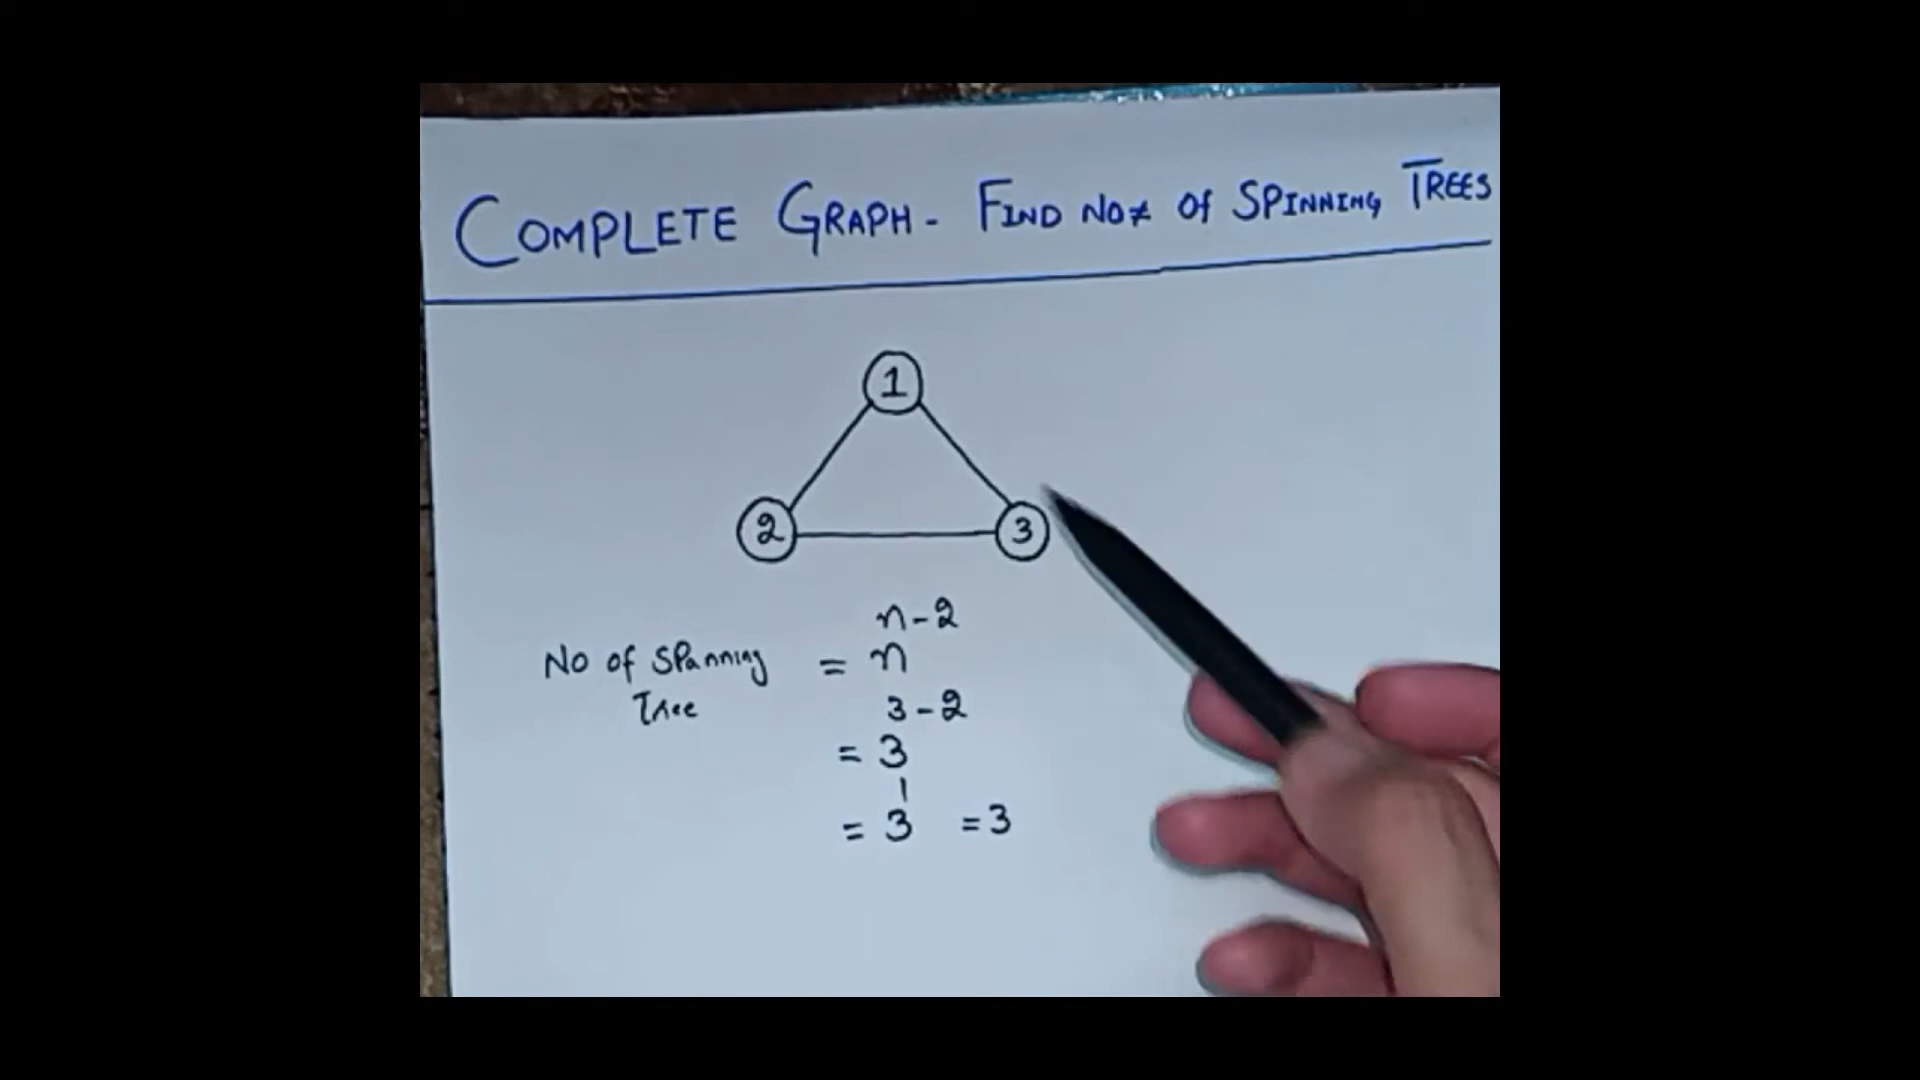 COMPLETE GRAPH - FIND NO≠ Of SPINNING TREES
1
2 3
n-2
No of Spanning = n
Tree 3-2
= 3
1
= 3 = 3